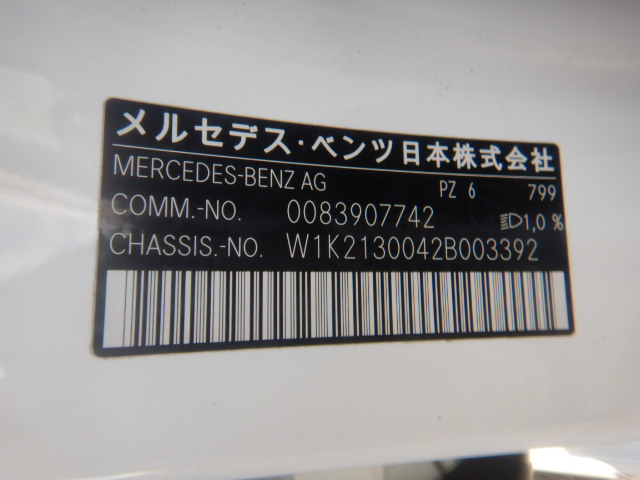 メルセデス・ベンツ日本株式会社
MERCEDES-BENZ AG PZ 6 799
COMM.-NO. 0083907742 1,0 %
CHASSIS.-NO. W1K2130042B003392